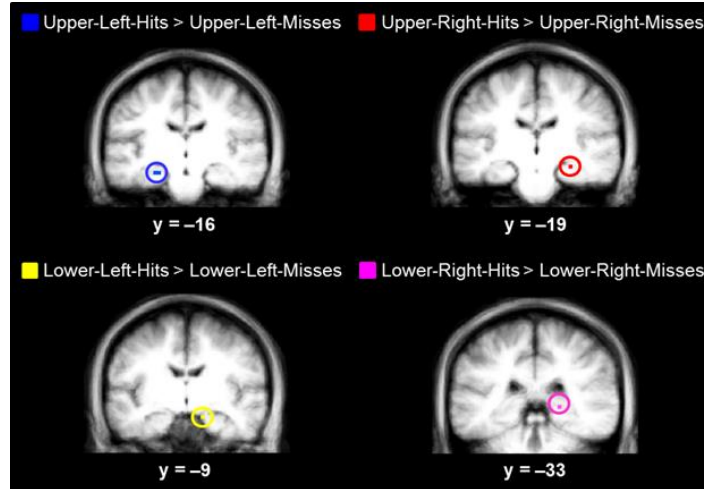 Upper-Left-Hits > Upper-Left-Misses
Upper-Right-Hits > Upper-Right-Misses
y = –16
y = –19
Lower-Left-Hits > Lower-Left-Misses
Lower-Right-Hits > Lower-Right-Misses
y = –9
y = –33